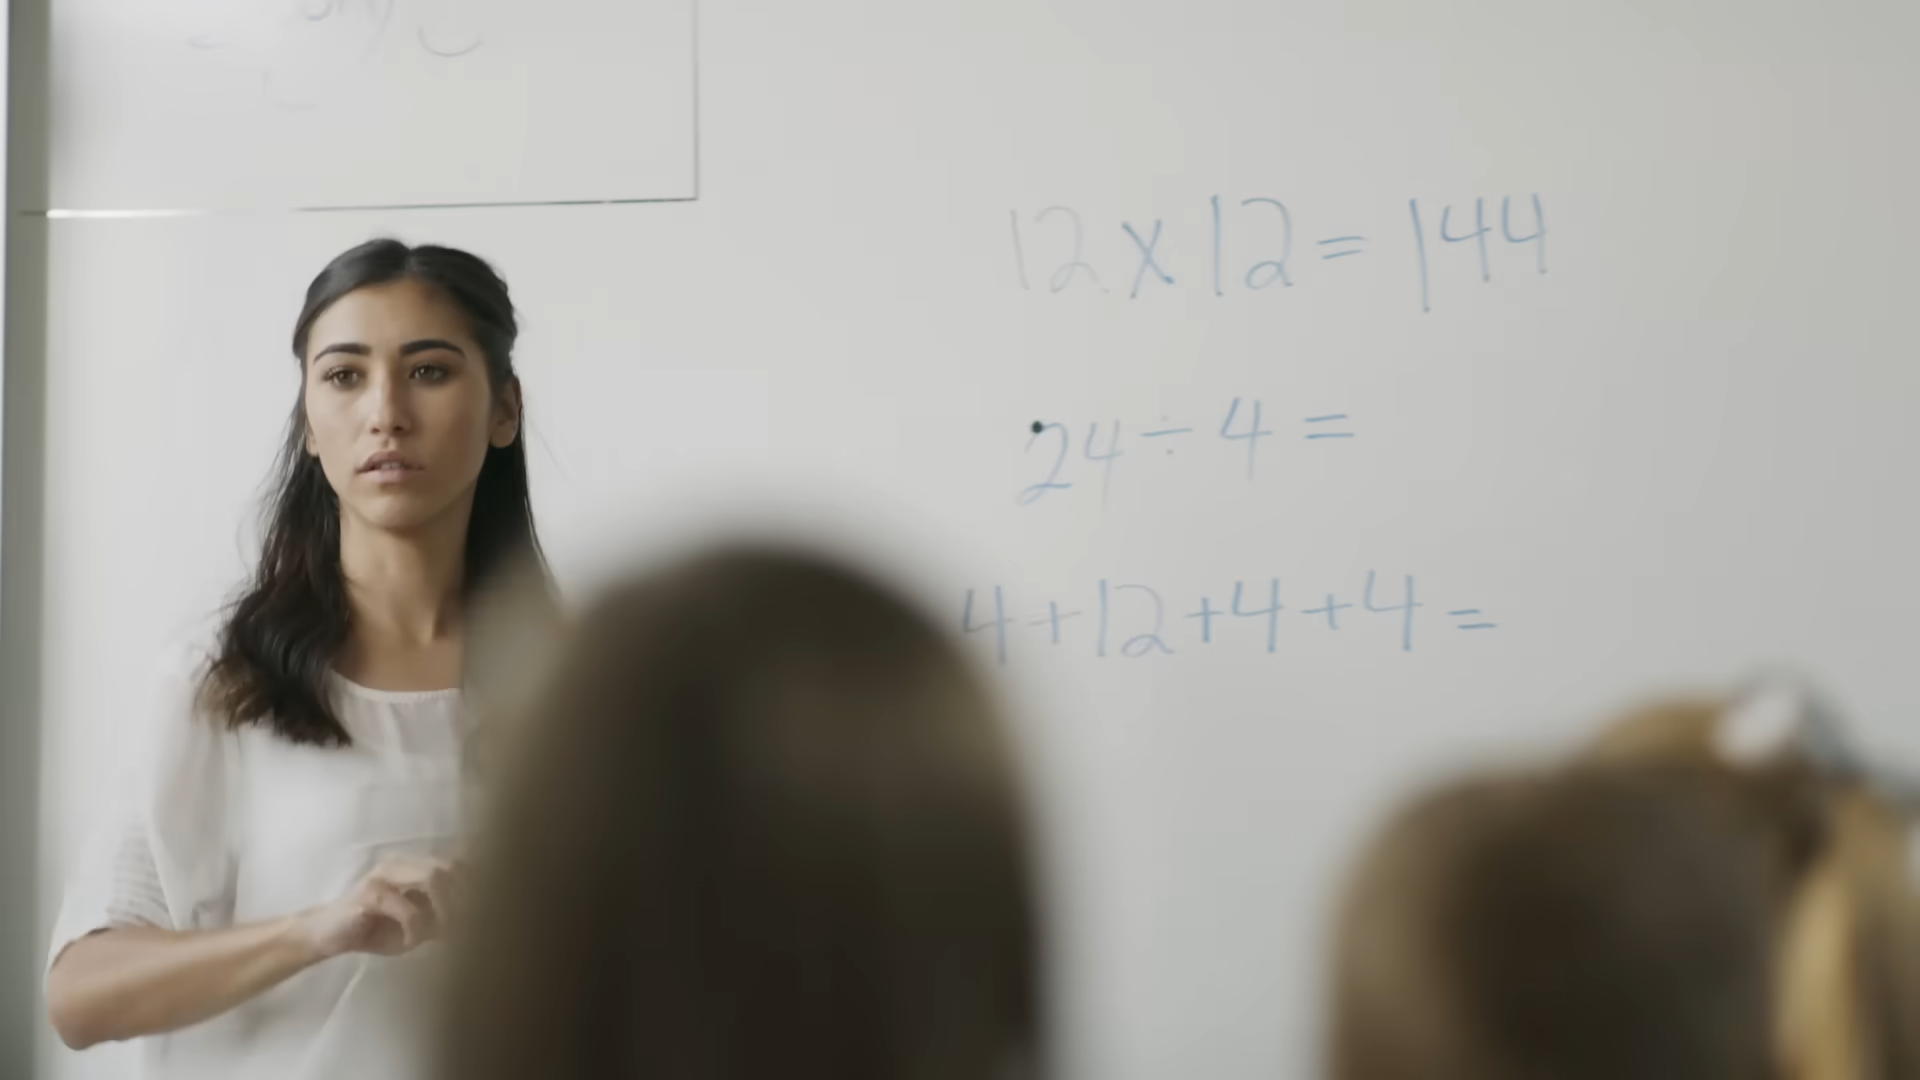 12 x 12 = 144
24 ÷ 4 =
4 + 12 + 4 + 4 =